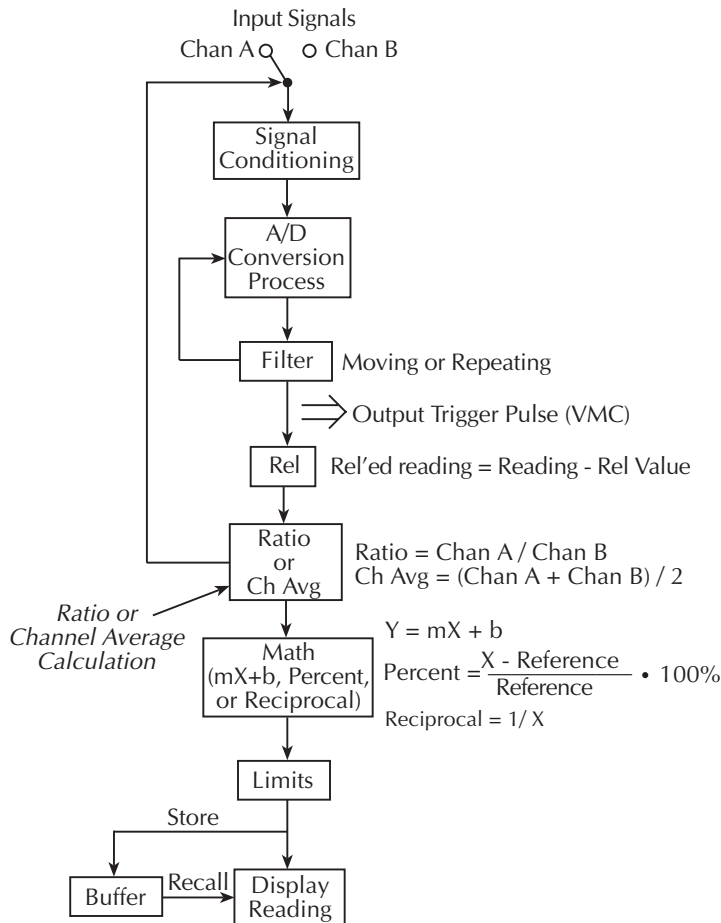 Input Signals
Chan A
Chan B
Signal
Conditioning
A/D
Conversion
Process
Filter
Moving or Repeating
Output Trigger Pulse (VMC)
Rel
Rel'ed reading = Reading - Rel Value
Ratio
or
Ch Avg
Ratio = Chan A / Chan B
Ch Avg = (Chan A + Chan B) / 2
Ratio or
Channel Average
Calculation
Math
(mX+b, Percent,
or Reciprocal)
Y = mX + b
Percent = X - Reference
Reference
• 100%
Reciprocal = 1/ X
Limits
Store
Buffer
Recall
Display
Reading